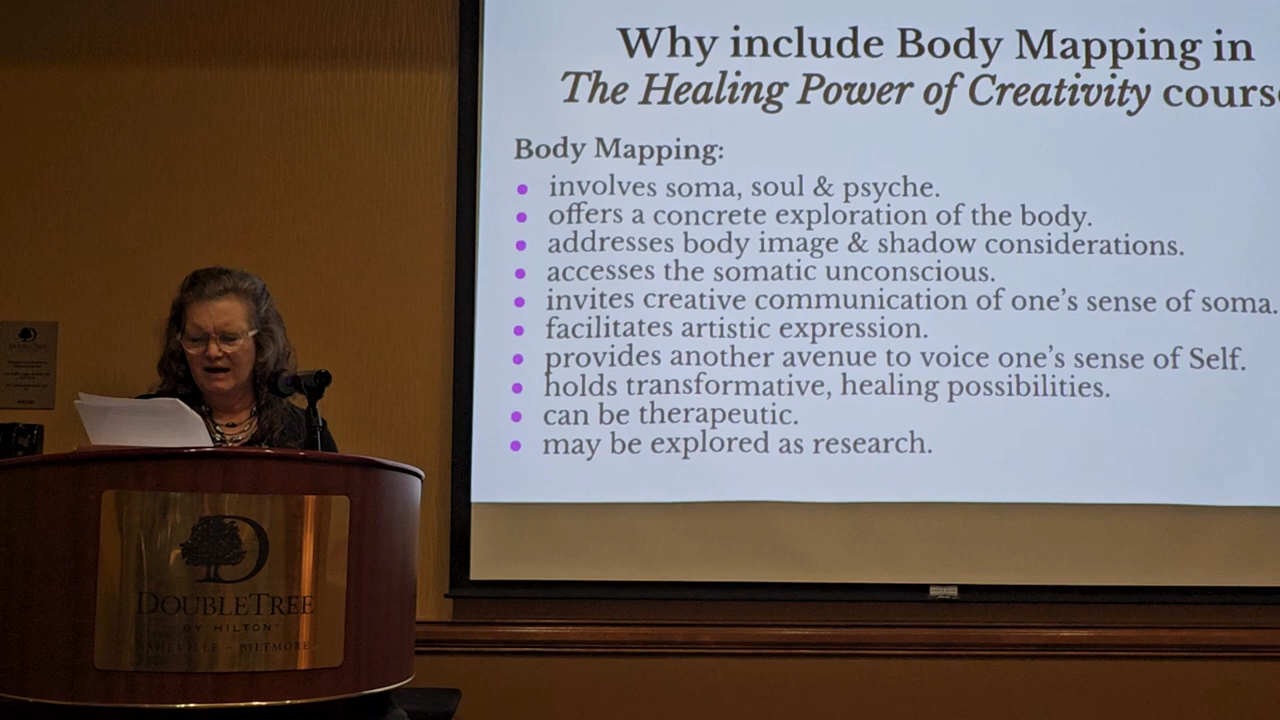 Why include Body Mapping in
The Healing Power of Creativity cours
Body Mapping:
involves soma, soul & psyche.
offers a concrete exploration of the body.
addresses body image & shadow considerations.
accesses the somatic unconscious.
invites creative communication of one's sense of soma.
facilitates artistic expression.
provides another avenue to voice one's sense of Self.
holds transformative, healing possibilities.
can be therapeutic.
may be explored as research.
DOUBLETREE
D
DOUBLETREE
BY HILTON
ASHEVILLE - BILTMORE